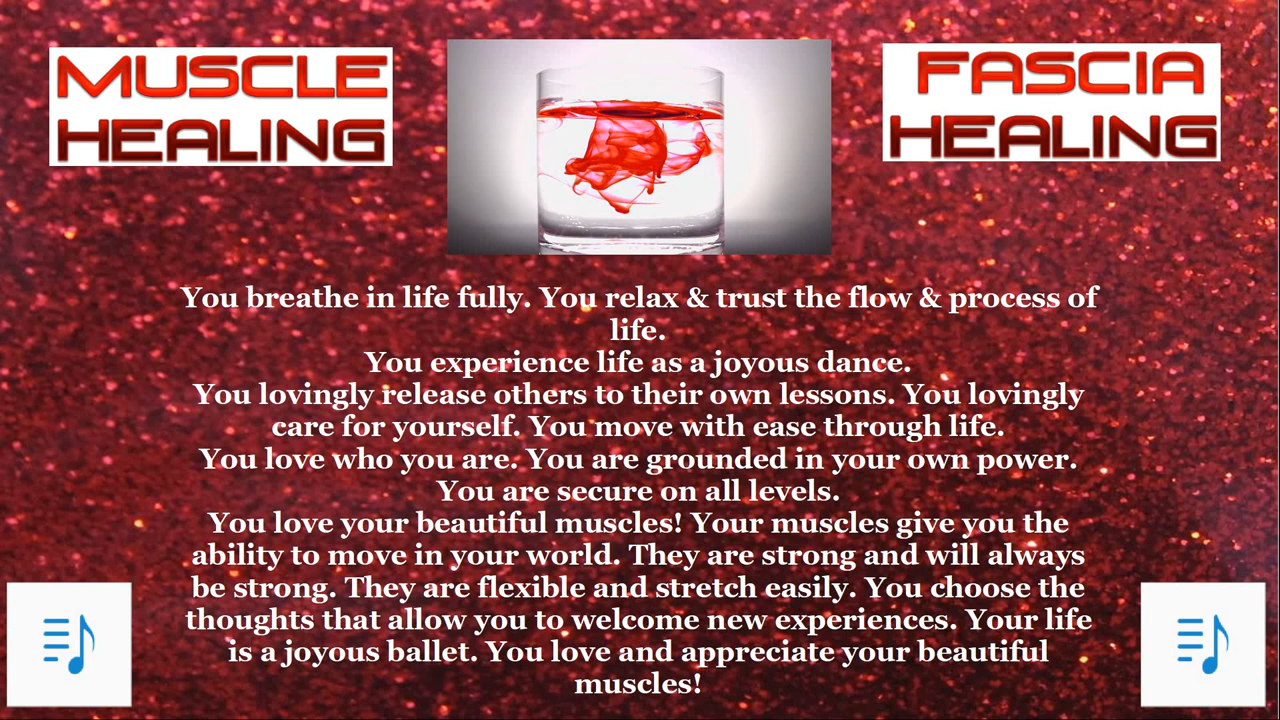 MUSCLE
HEALING
FASCIA
HEALING
You breathe in life fully. You relax & trust the flow & process of
life.
You experience life as a joyous dance.
You lovingly release others to their own lessons. You lovingly
care for yourself. You move with ease through life.
You love who you are. You are grounded in your own power.
You are secure on all levels.
You love your beautiful muscles! Your muscles give you the
ability to move in your world. They are strong and will always
be strong. They are flexible and stretch easily. You choose the
thoughts that allow you to welcome new experiences. Your life
is a joyous ballet. You love and appreciate your beautiful
muscles!